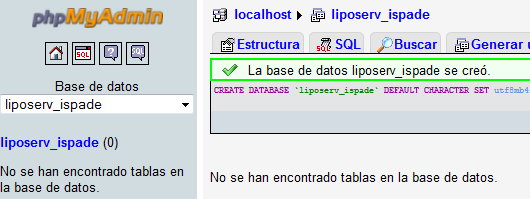 phpMyAdmin
SQL
Base de datos
liposerv_ispade
liposerv_ispade (0)
No se han encontrado tablas en
la base de datos.
localhost liposerv_ispade
Estructura SQL Buscar Generar
La base de datos liposerv_ispade se creó.
CREATE DATABASE `liposerv_ispade` DEFAULT CHARACTER SET utf8mb4
No se han encontrado tablas en la base de datos.